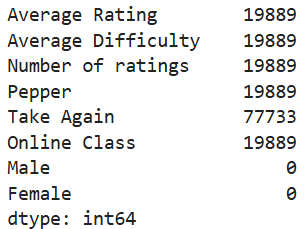 Average Rating 19889
Average Difficulty 19889
Number of ratings 19889
Pepper 19889
Take Again 77733
Online Class 19889
Male 0
Female 0
dtype: int64